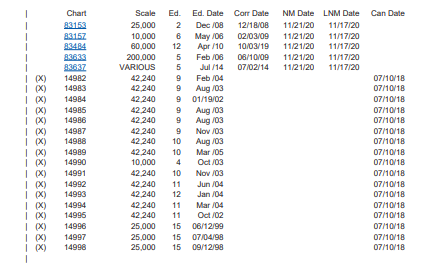 Chart Scale Ed. Ed. Date Corr Date NM Date LNM Date Can Date
83153 25,000 2 Dec /08 12/18/08 11/21/20 11/17/20
83157 10,000 6 May /06 02/03/09 11/21/20 11/17/20
83484 60,000 12 Apr /10 10/03/19 11/21/20 11/17/20
83633 200,000 5 Feb /06 06/10/09 11/21/20 11/17/20
83637 VARIOUS 5 Jul /14 07/02/14 11/21/20 11/17/20
(X) 14982 42,240 9 Feb /04 07/10/18
(X) 14983 42,240 9 Aug /03 07/10/18
(X) 14984 42,240 9 01/19/02 07/10/18
(X) 14985 42,240 9 Aug /03 07/10/18
(X) 14986 42,240 9 Aug /03 07/10/18
(X) 14987 42,240 9 Nov /03 07/10/18
(X) 14988 42,240 10 Aug /03 07/10/18
(X) 14989 42,240 10 Mar /05 07/10/18
(X) 14990 10,000 4 Oct /03 07/10/18
(X) 14991 42,240 10 Nov /03 07/10/18
(X) 14992 42,240 11 Jun /04 07/10/18
(X) 14993 42,240 12 Jan /04 07/10/18
(X) 14994 42,240 11 Mar /04 07/10/18
(X) 14995 42,240 11 Oct /02 07/10/18
(X) 14996 25,000 15 06/12/99 07/10/18
(X) 14997 25,000 15 07/04/98 07/10/18
(X) 14998 25,000 15 09/12/98 07/10/18